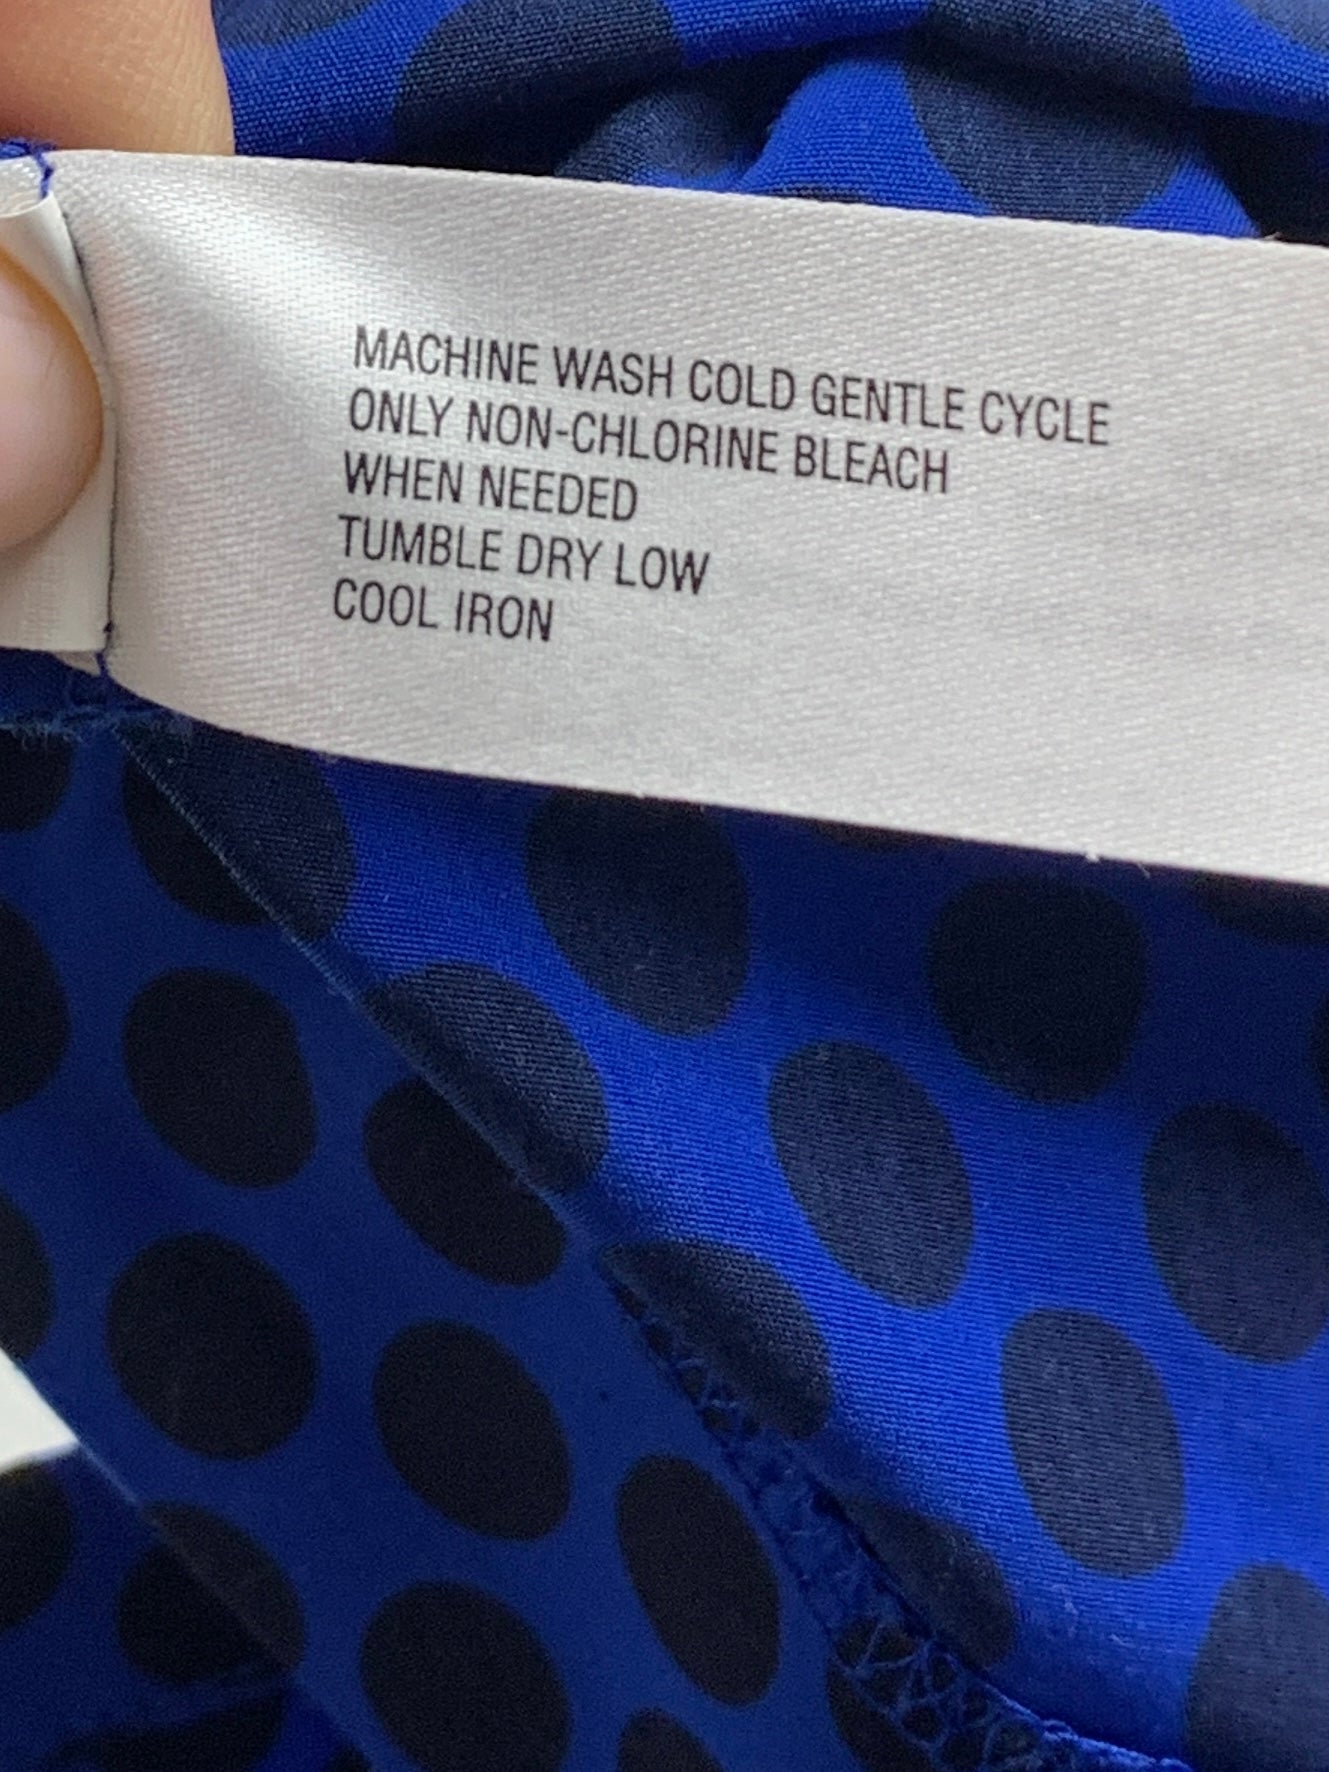 MACHINE WASH COLD GENTLE CYCLE
ONLY NON-CHLORINE BLEACH
WHEN NEEDED
TUMBLE DRY LOW
COOL IRON